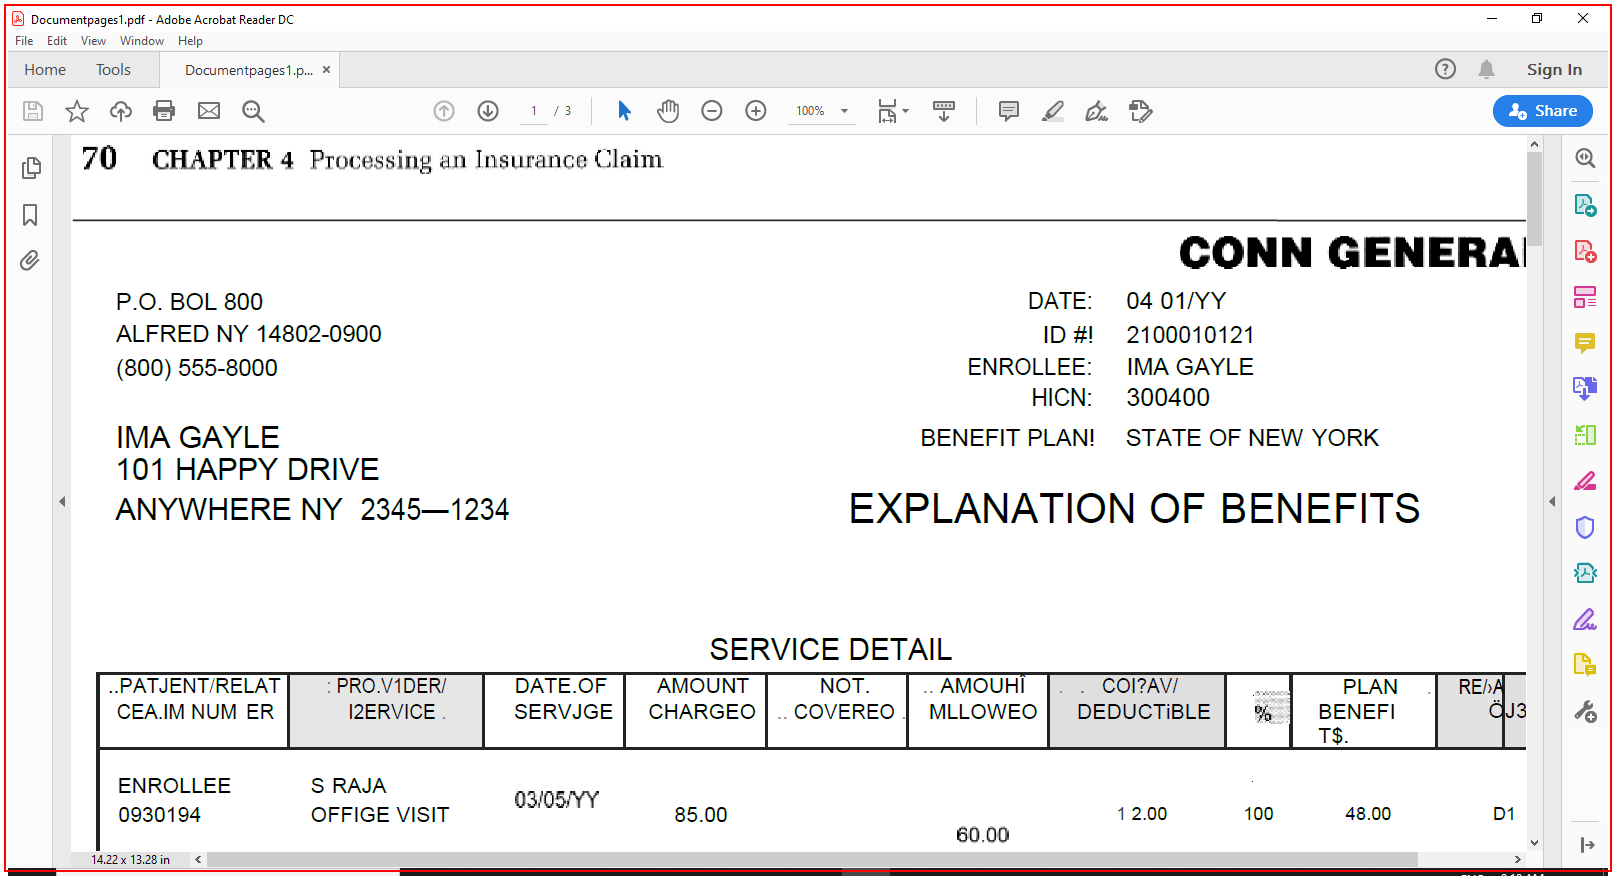 Documentpages1.pdf - Adobe Acrobat Reader DC
File Edit View Window Help
Home Tools Documentpages1.p... × Sign In
1 / 3 100% Share
70 CHAPTER 4 Processing an Insurance Claim
CONN GENERA
P.O. BOL 800
ALFRED NY 14802-0900
(800) 555-8000
DATE: 04 01/YY
ID #! 2100010121
ENROLLEE: IMA GAYLE
HICN: 300400
BENEFIT PLAN! STATE OF NEW YORK
IMA GAYLE
101 HAPPY DRIVE
ANYWHERE NY 2345—1234
EXPLANATION OF BENEFITS
SERVICE DETAIL
..PATJENT/RELAT : PRO.V1DER/ DATE.OF AMOUNT NOT. .. AMOUHÎ . . COI?AV/ PLAN . RE/›A
CEA.IM NUM ER I2ERVICE . SERVJGE CHARGEO .. COVEREO . MLLOWEO DEDUCTiBLE % BENEFI ÖJ3
T$.
ENROLLEE S RAJA
03/05/YY
0930194 OFFIGE VISIT 85.00 1 2.00 100 48.00 D1
60.00
14.22 x 13.28 in